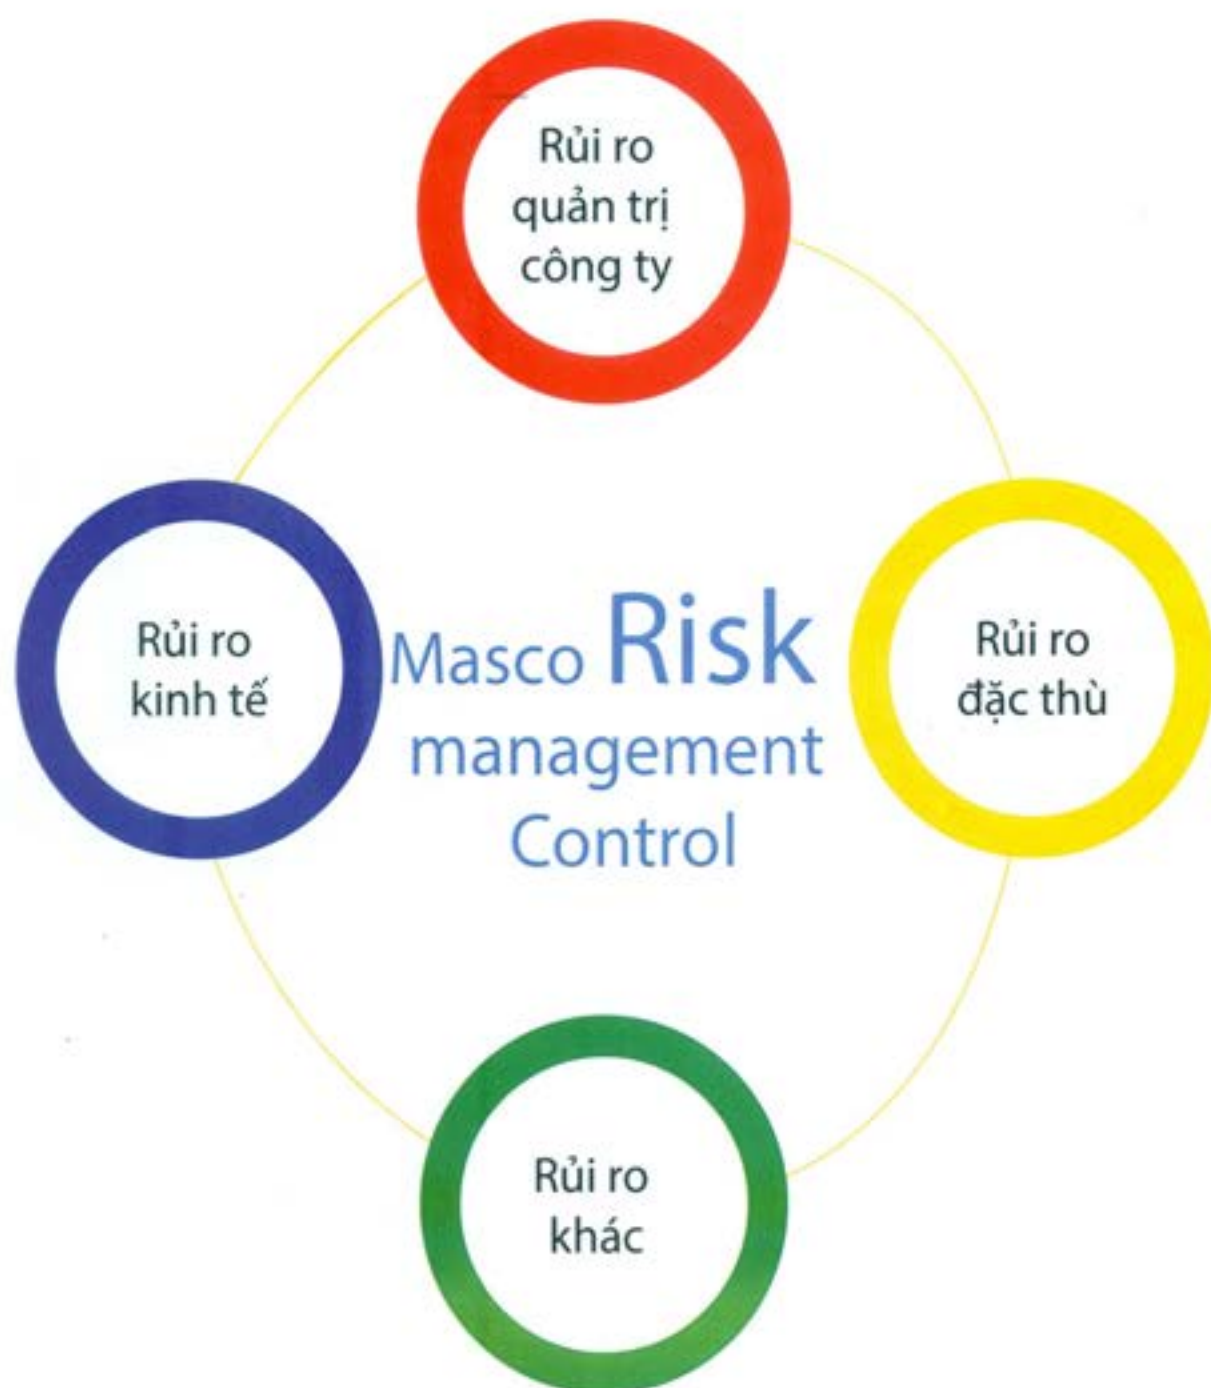 Rủi ro
quản trị
công ty
Rủi ro
kinh tế
Masco Risk
management
Control
Rủi ro
đặc thù
Rủi ro
khác